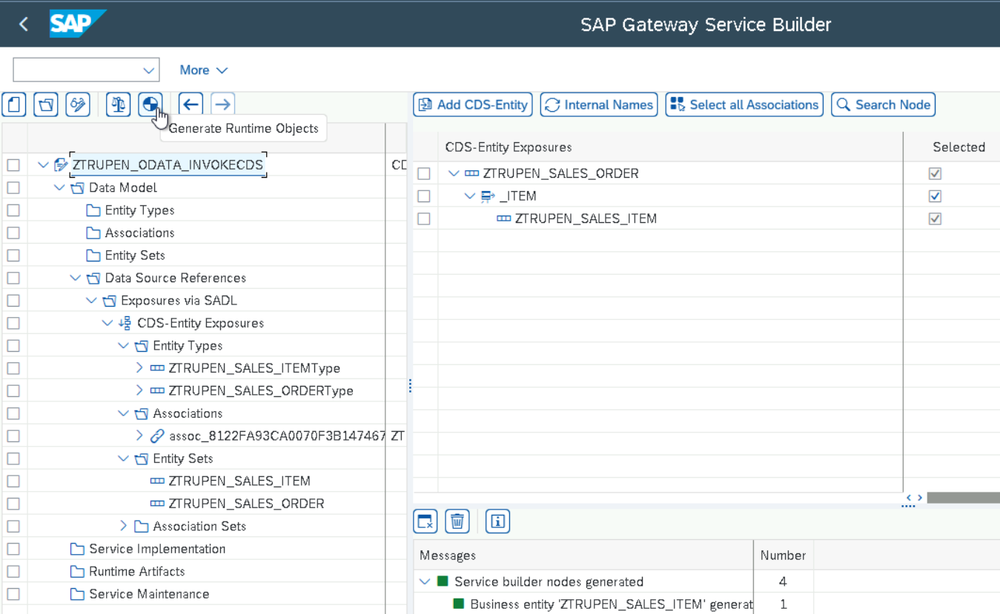 SAP
SAP Gateway Service Builder
More
Add CDS-Entity
Internal Names
Select all Associations
Search Node
Generate Runtime Objects
CDS-Entity Exposures
Selected
ZTRUPEN_ODATA_INVOKECDS
CD
ZTRUPEN_SALES_ORDER
Data Model
_ITEM
Entity Types
ZTRUPEN_SALES_ITEM
Associations
Entity Sets
Data Source References
Exposures via SADL
CDS-Entity Exposures
Entity Types
ZTRUPEN_SALES_ITEMType
ZTRUPEN_SALES_ORDERType
Associations
assoc_8122FA93CA0070F3B147467 ZT
Entity Sets
ZTRUPEN_SALES_ITEM
ZTRUPEN_SALES_ORDER
Association Sets
Service Implementation
Runtime Artifacts
Service Maintenance
Messages
Number
Service builder nodes generated
4
Business entity 'ZTRUPEN_SALES_ITEM' generat
1